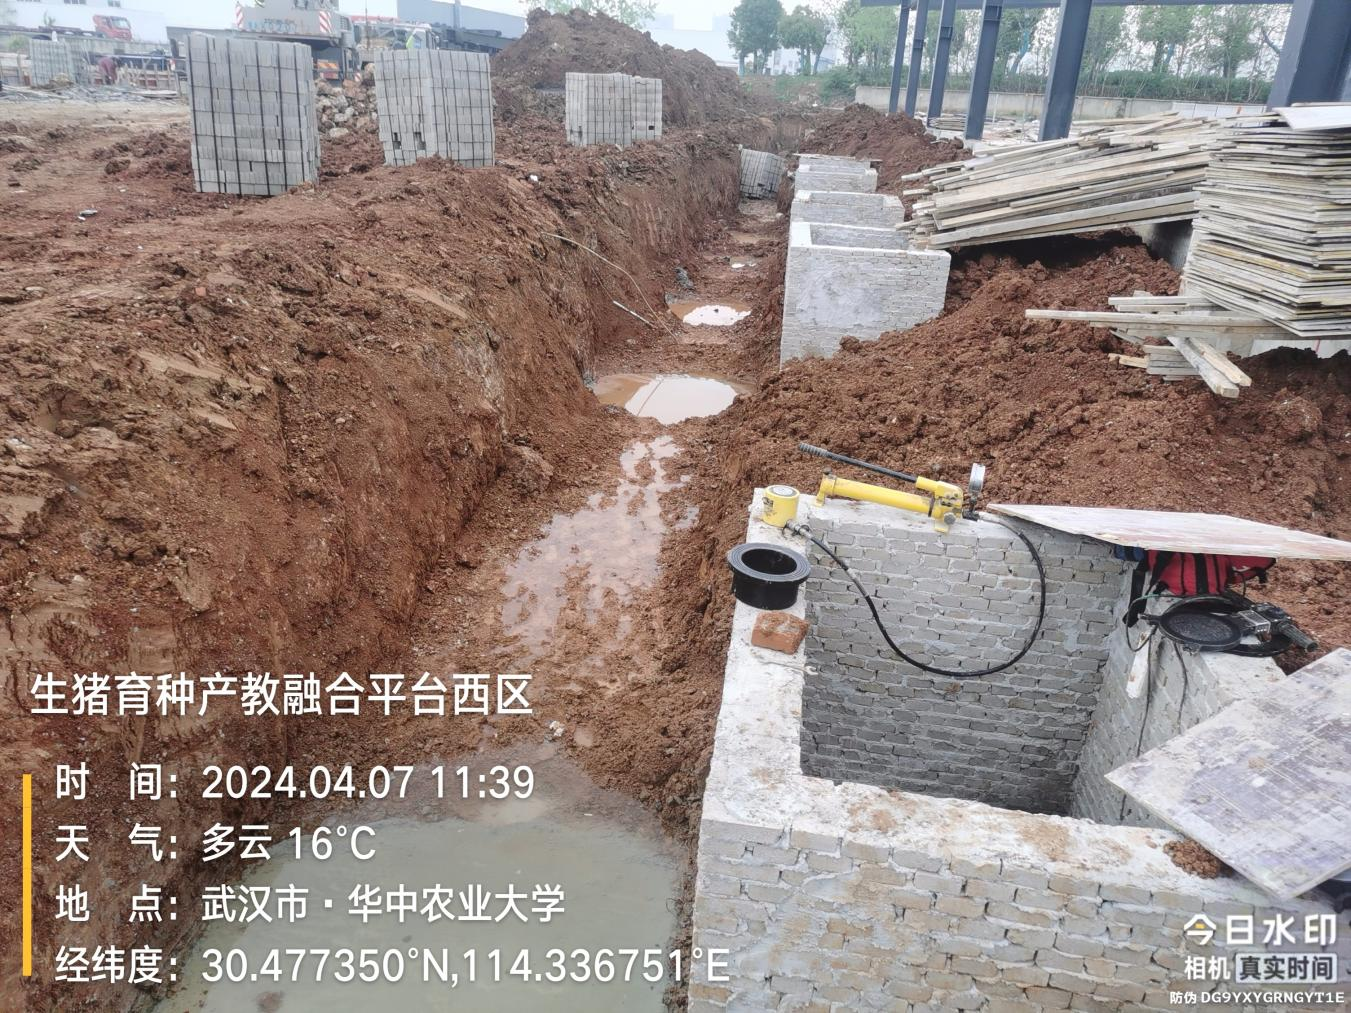 生猪育种产教融合平台西区
时 间：2024.04.07 11:39
天 气：多云 16°C
地 点：武汉市·华中农业大学
经纬度：30.477350°N,114.336751°E
今日水印
相机 真实时间
防伪 DG9YXYGRNGYT1E